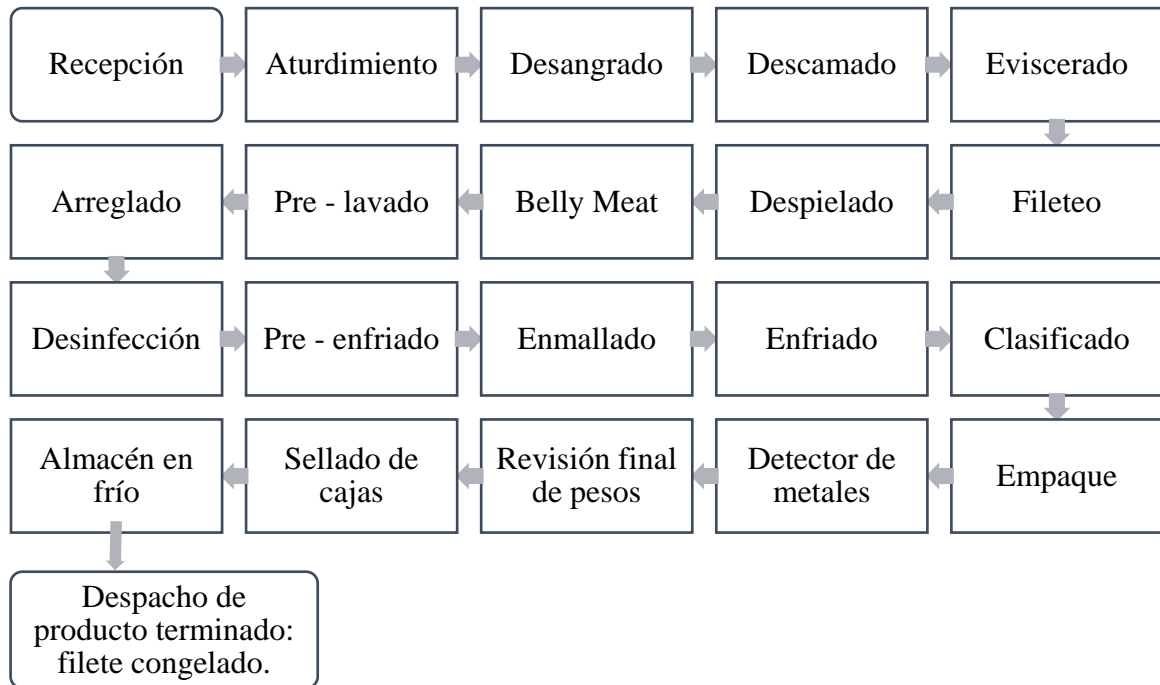 Recepción
Aturdimiento
Desangrado
Descamado
Eviscerado
Fileteo
Despielado
Belly Meat
Pre - lavado
Arreglado
Desinfección
Pre - enfriado
Enmallado
Enfriado
Clasificado
Empaque
Detector de
metales
Revisión final
de pesos
Sellado de
cajas
Almacén en
frío
Despacho de
producto terminado:
filete congelado.